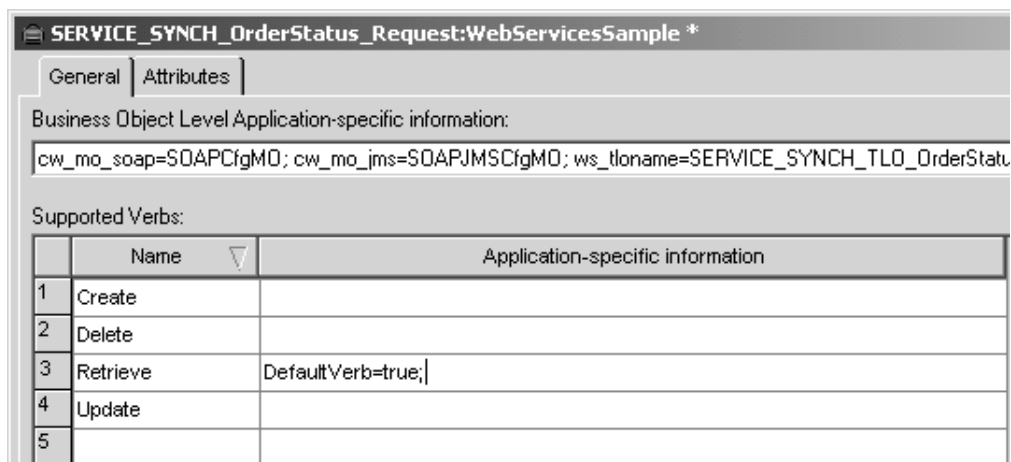 SERVICE_SYNCH_OrderStatus_Request:WebServicesSample *
General Attributes
Business Object Level Application-specific information:
cw_mo_soap=SOAPCfgMO; cw_mo_jms=SOAPJMSCfgMO; ws_tloname=SERVICE_SYNCH_TLO_OrderStatu
Supported Verbs:
Name Application-specific information
1 Create
2 Delete
3 Retrieve DefaultVerb=true;
4 Update
5